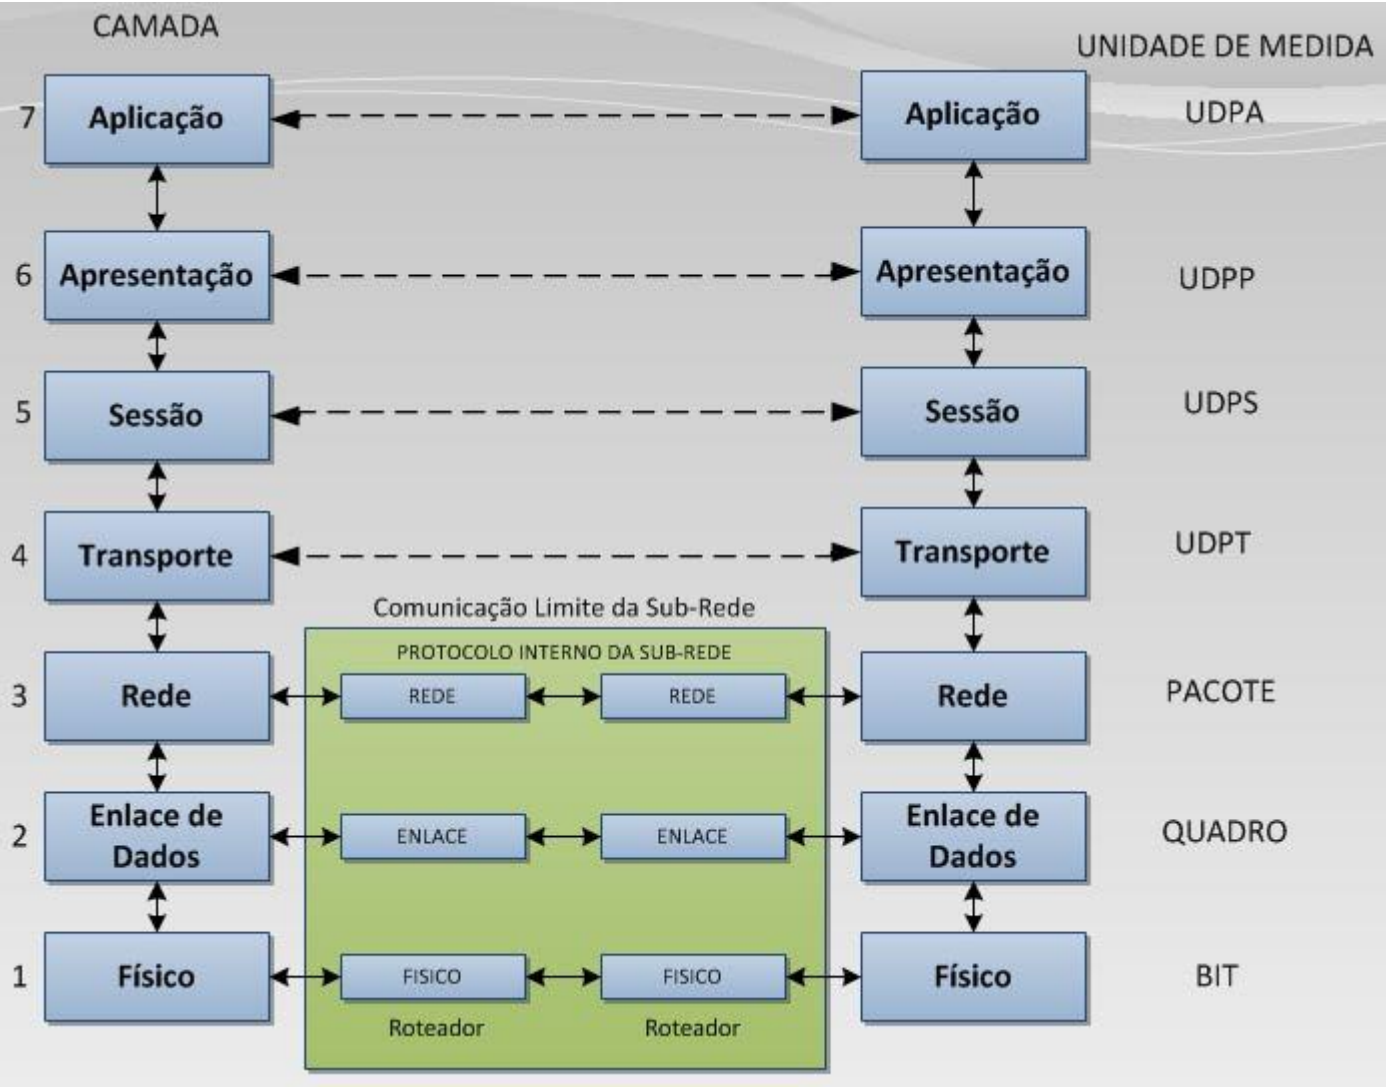 CAMADA
UNIDADE DE MEDIDA
7 Aplicação Aplicação UDPA
6 Apresentação Apresentação UDPP
5 Sessão Sessão UDPS
4 Transporte Transporte UDPT
Comunicação Limite da Sub-Rede
PROTOCOLO INTERNO DA SUB-REDE
3 Rede REDE REDE Rede PACOTE
2 Enlace de Dados ENLACE ENLACE Enlace de Dados QUADRO
1 Físico FISICO FISICO Físico BIT
Roteador Roteador